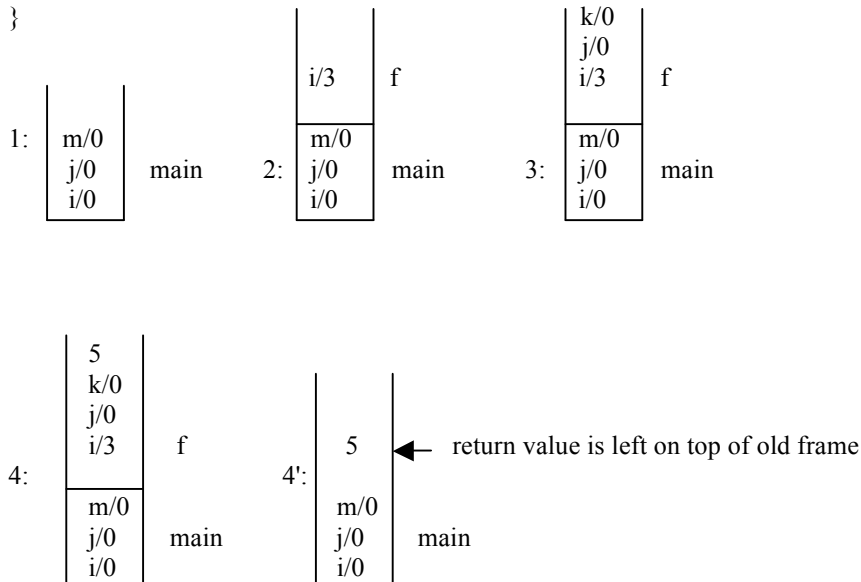 }
1:
m/0
j/0
i/0
main
2:
i/3
f
m/0
j/0
i/0
main
3:
k/0
j/0
i/3
f
m/0
j/0
i/0
main
4:
5
k/0
j/0
i/3
f
m/0
j/0
i/0
main
4':
5
return value is left on top of old frame
m/0
j/0
i/0
main